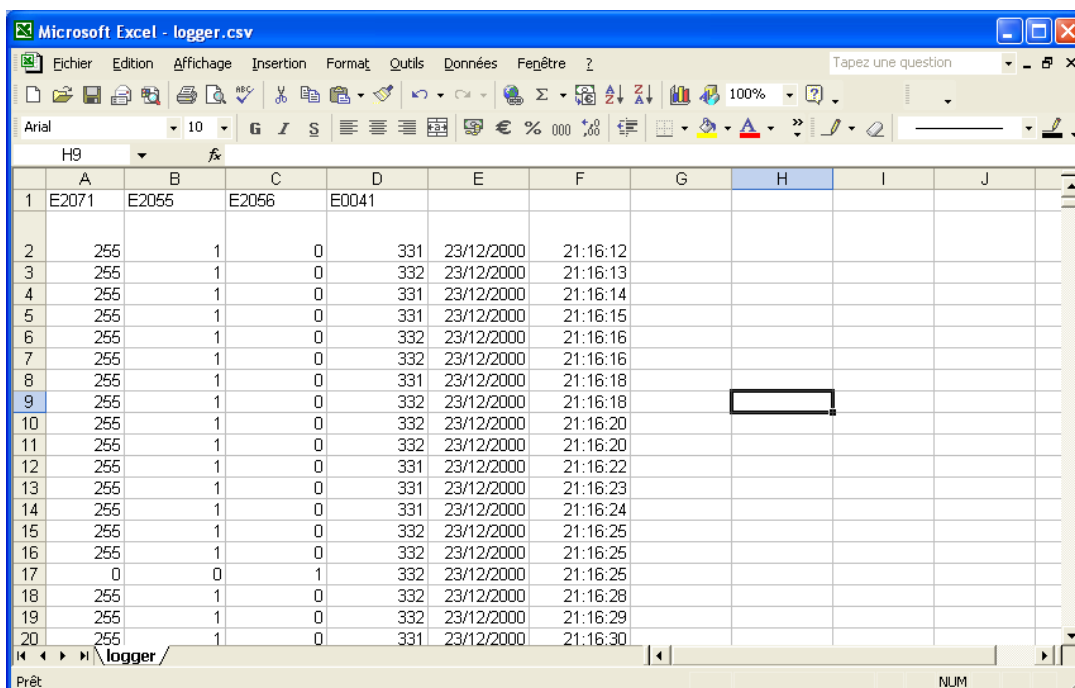 Microsoft Excel - logger.csv
Fichier Edition Affichage Insertion Format Outils Données Fenêtre ? Tapez une question
100%
Arial 10 G I S € % 000
H9 fx
A B C D E F G H I J
1 E2071 E2055 E2056 E0041
2 255 1 0 331 23/12/2000 21:16:12
3 255 1 0 332 23/12/2000 21:16:13
4 255 1 0 331 23/12/2000 21:16:14
5 255 1 0 331 23/12/2000 21:16:15
6 255 1 0 332 23/12/2000 21:16:16
7 255 1 0 332 23/12/2000 21:16:16
8 255 1 0 331 23/12/2000 21:16:18
9 255 1 0 332 23/12/2000 21:16:18
10 255 1 0 332 23/12/2000 21:16:20
11 255 1 0 332 23/12/2000 21:16:20
12 255 1 0 331 23/12/2000 21:16:22
13 255 1 0 331 23/12/2000 21:16:23
14 255 1 0 331 23/12/2000 21:16:24
15 255 1 0 332 23/12/2000 21:16:25
16 255 1 0 332 23/12/2000 21:16:25
17 0 0 1 332 23/12/2000 21:16:25
18 255 1 0 332 23/12/2000 21:16:28
19 255 1 0 332 23/12/2000 21:16:29
20 255 1 0 331 23/12/2000 21:16:30
logger
Prêt NUM